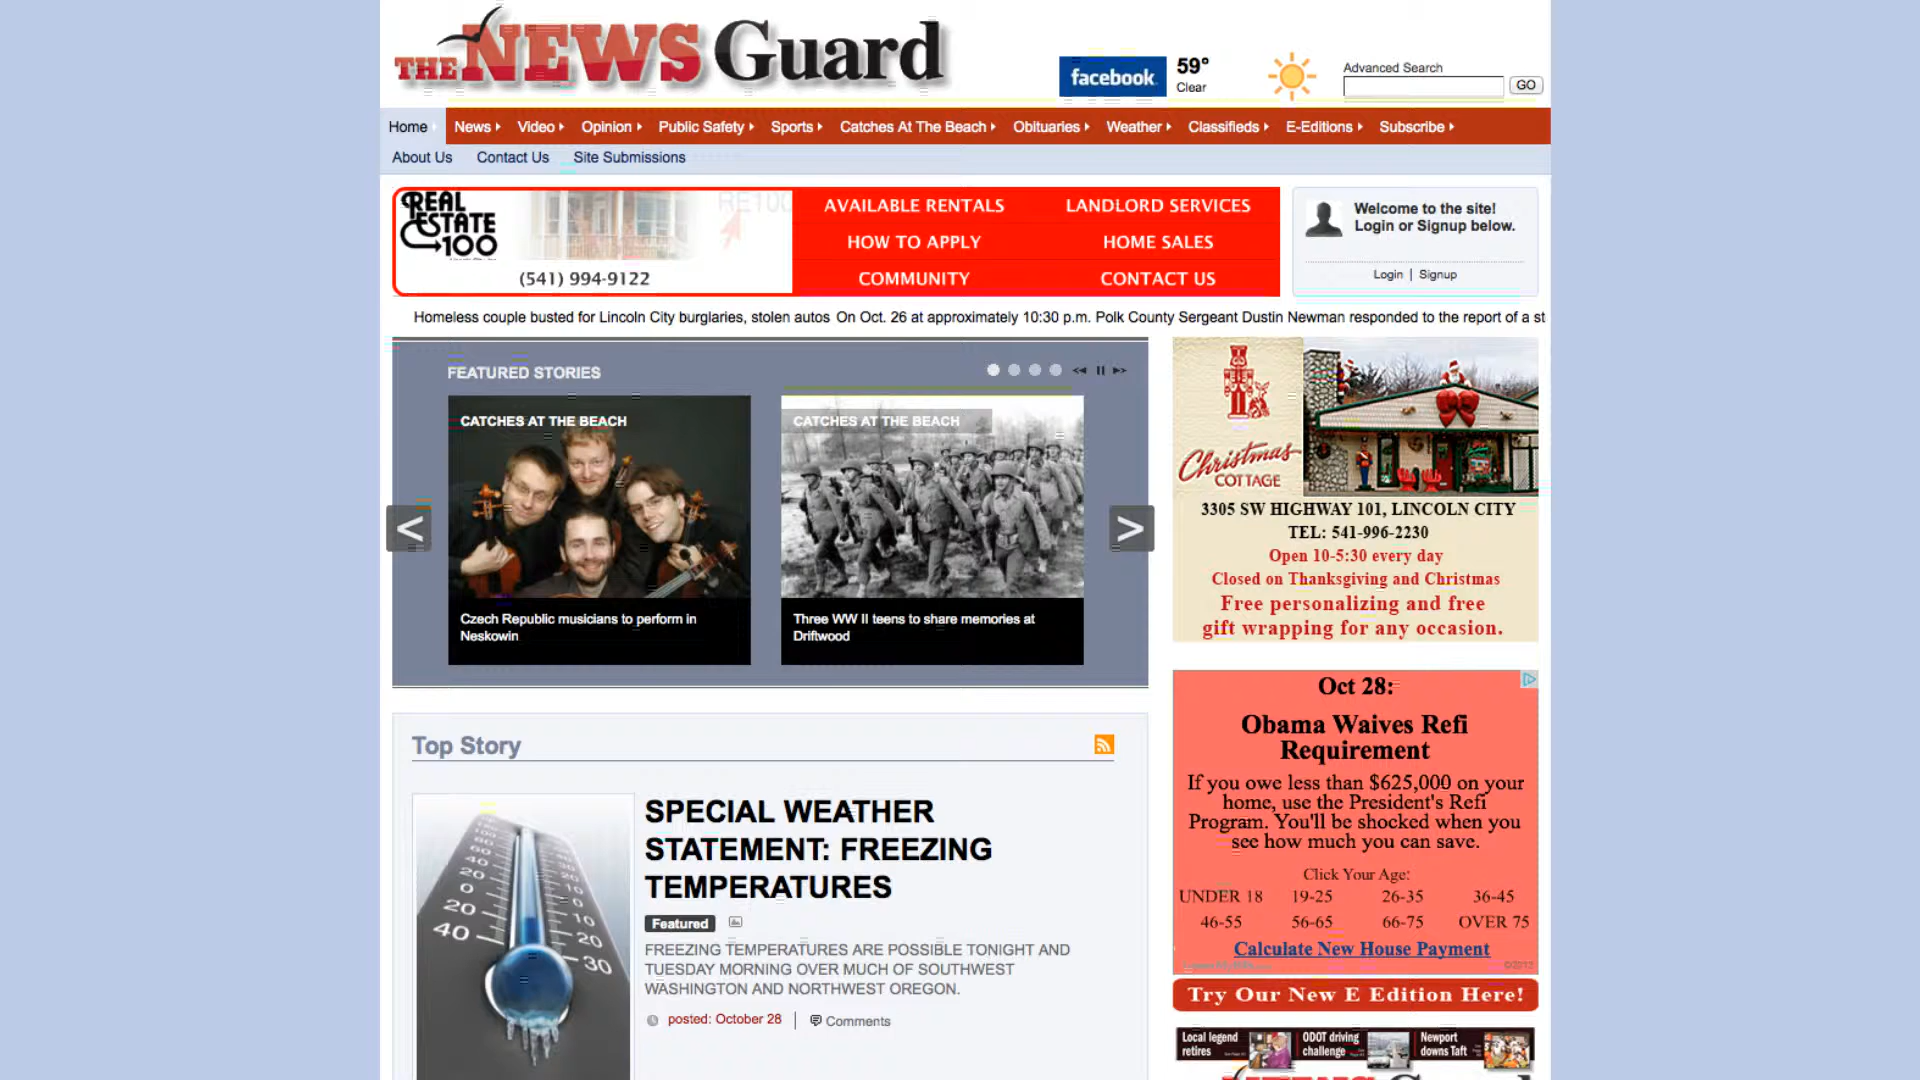 THE NEWS Guard
facebook
59°
Clear
Advanced Search
GO
Home
News
Video
Opinion
Public Safety
Sports
Catches At The Beach
Obituaries
Weather
Classifieds
E-Editions
Subscribe
About Us
Contact Us
Site Submissions
REAL ESTATE 100
RE100
(541) 994-9122
AVAILABLE RENTALS
LANDLORD SERVICES
HOW TO APPLY
HOME SALES
COMMUNITY
CONTACT US
Welcome to the site!
Login or Signup below.
Login | Signup
Homeless couple busted for Lincoln City burglaries, stolen autos On Oct. 26 at approximately 10:30 p.m. Polk County Sergeant Dustin Newman responded to the report of a st
FEATURED STORIES
CATCHES AT THE BEACH
Czech Republic musicians to perform in
Neskowin
CATCHES AT THE BEACH
Three WW II teens to share memories at
Driftwood
Christmas
COTTAGE
3305 SW HIGHWAY 101, LINCOLN CITY
TEL: 541-996-2230
Open 10-5:30 every day
Closed on Thanksgiving and Christmas
Free personalizing and free
gift wrapping for any occasion.
Top Story
SPECIAL WEATHER
STATEMENT: FREEZING
TEMPERATURES
Featured
FREEZING TEMPERATURES ARE POSSIBLE TONIGHT AND
TUESDAY MORNING OVER MUCH OF SOUTHWEST
WASHINGTON AND NORTHWEST OREGON.
posted: October 28 | Comments
Oct 28:
Obama Waives Refi
Requirement
If you owe less than $625,000 on your
home, use the President's Refi
Program. You'll be shocked when you
see how much you can save.
Click Your Age:
UNDER 18 19-25 26-35 36-45
46-55 56-65 66-75 OVER 75
Calculate New House Payment
©2012
Try Our New E Edition Here!
Local legend
retires
ODOT driving
challenge
Newport
downs Taft